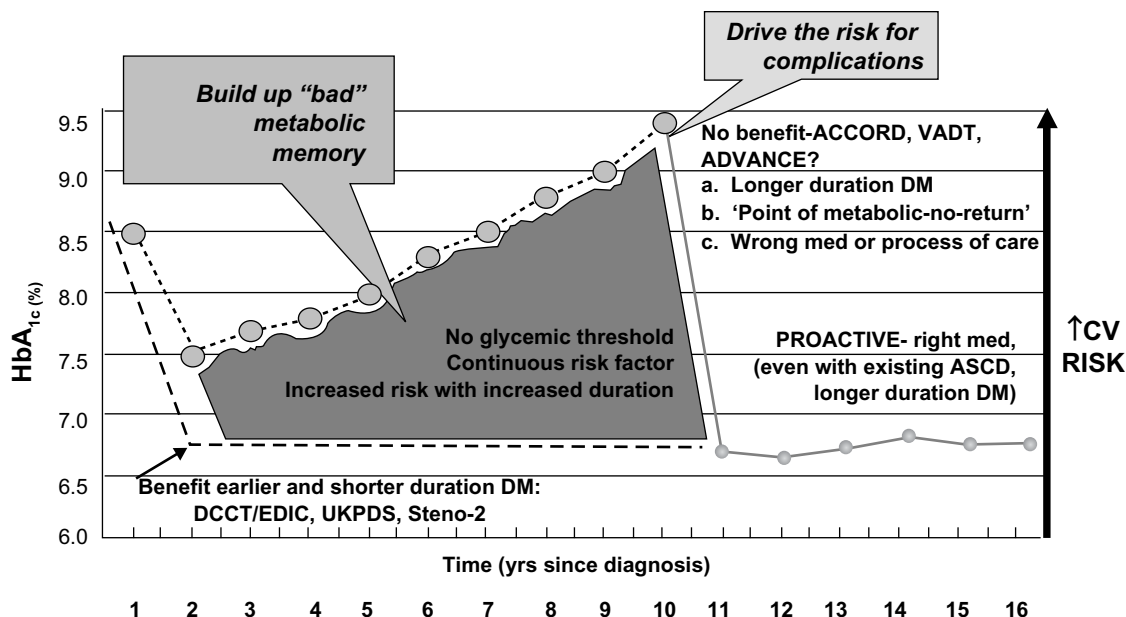 Drive the risk for
complications
Build up “bad”
metabolic
memory
9.5
9.0
8.5
8.0
7.5
7.0
6.5
6.0
HbA1c (%)
No benefit-ACCORD, VADT,
ADVANCE?
a. Longer duration DM
b. ‘Point of metabolic-no-return’
c. Wrong med or process of care
No glycemic threshold
Continuous risk factor
Increased risk with increased duration
PROACTIVE- right med,
(even with existing ASCD,
longer duration DM)
↑CV
RISK
Benefit earlier and shorter duration DM:
DCCT/EDIC, UKPDS, Steno-2
Time (yrs since diagnosis)
1 2 3 4 5 6 7 8 9 10 11 12 13 14 15 16